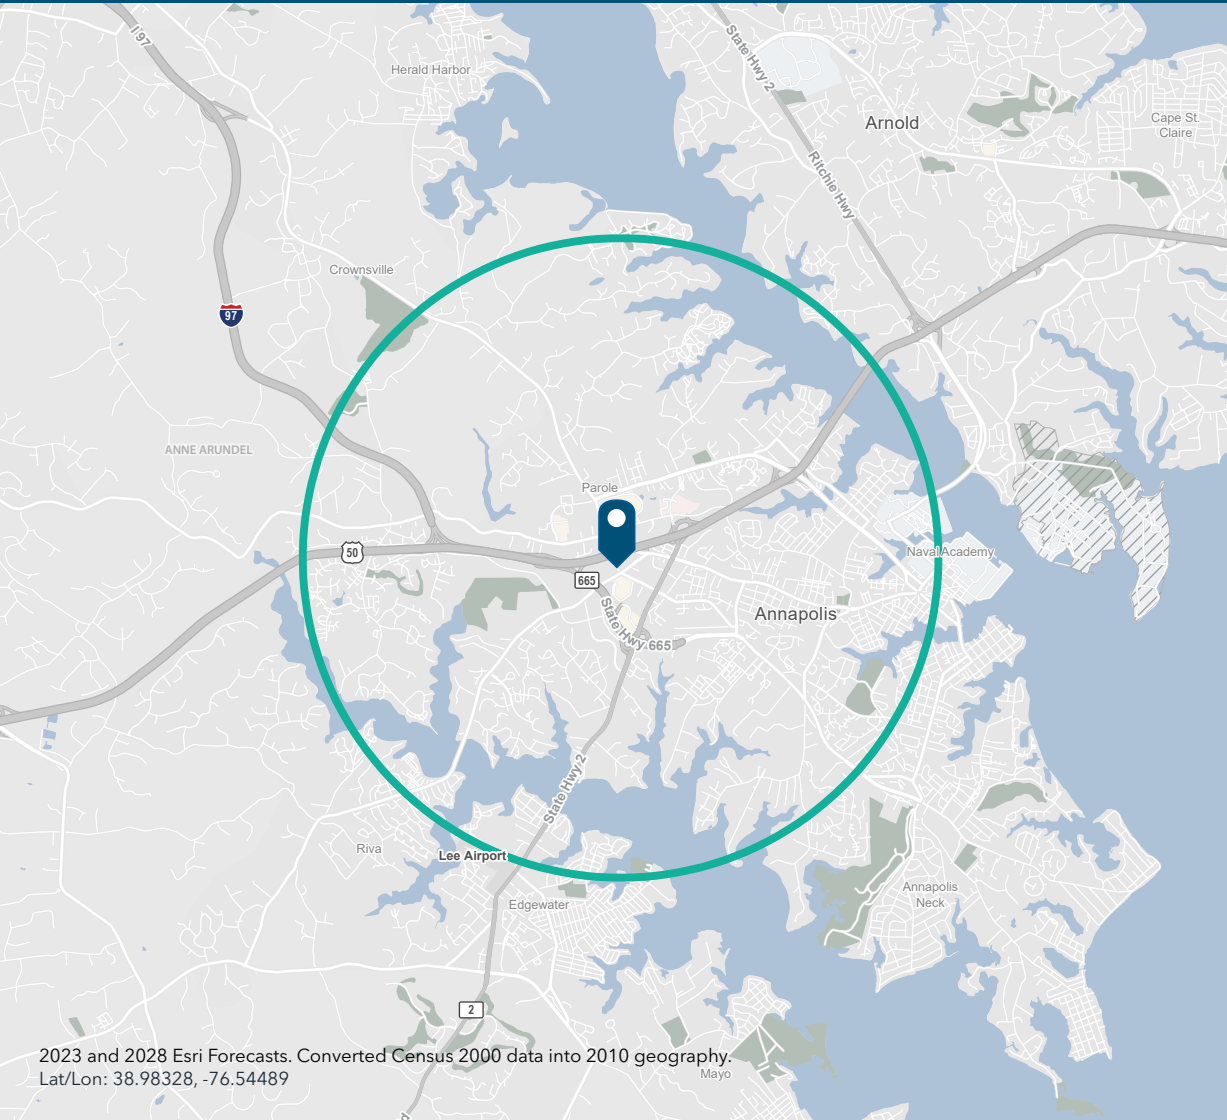 I 97
Herald Harbor
State Hwy 2
Arnold
Cape St.
Claire
Ritchie Hwy
Crownsville
97
ANNE ARUNDEL
Parole
50
Naval Academy
665
State Hwy 665
Annapolis
State Hwy 2
Riva
Lee Airport
Edgewater
Annapolis
Neck
2
2023 and 2028 Esri Forecasts. Converted Census 2000 data into 2010 geography.
Lat/Lon: 38.98328, -76.54489
Mayo